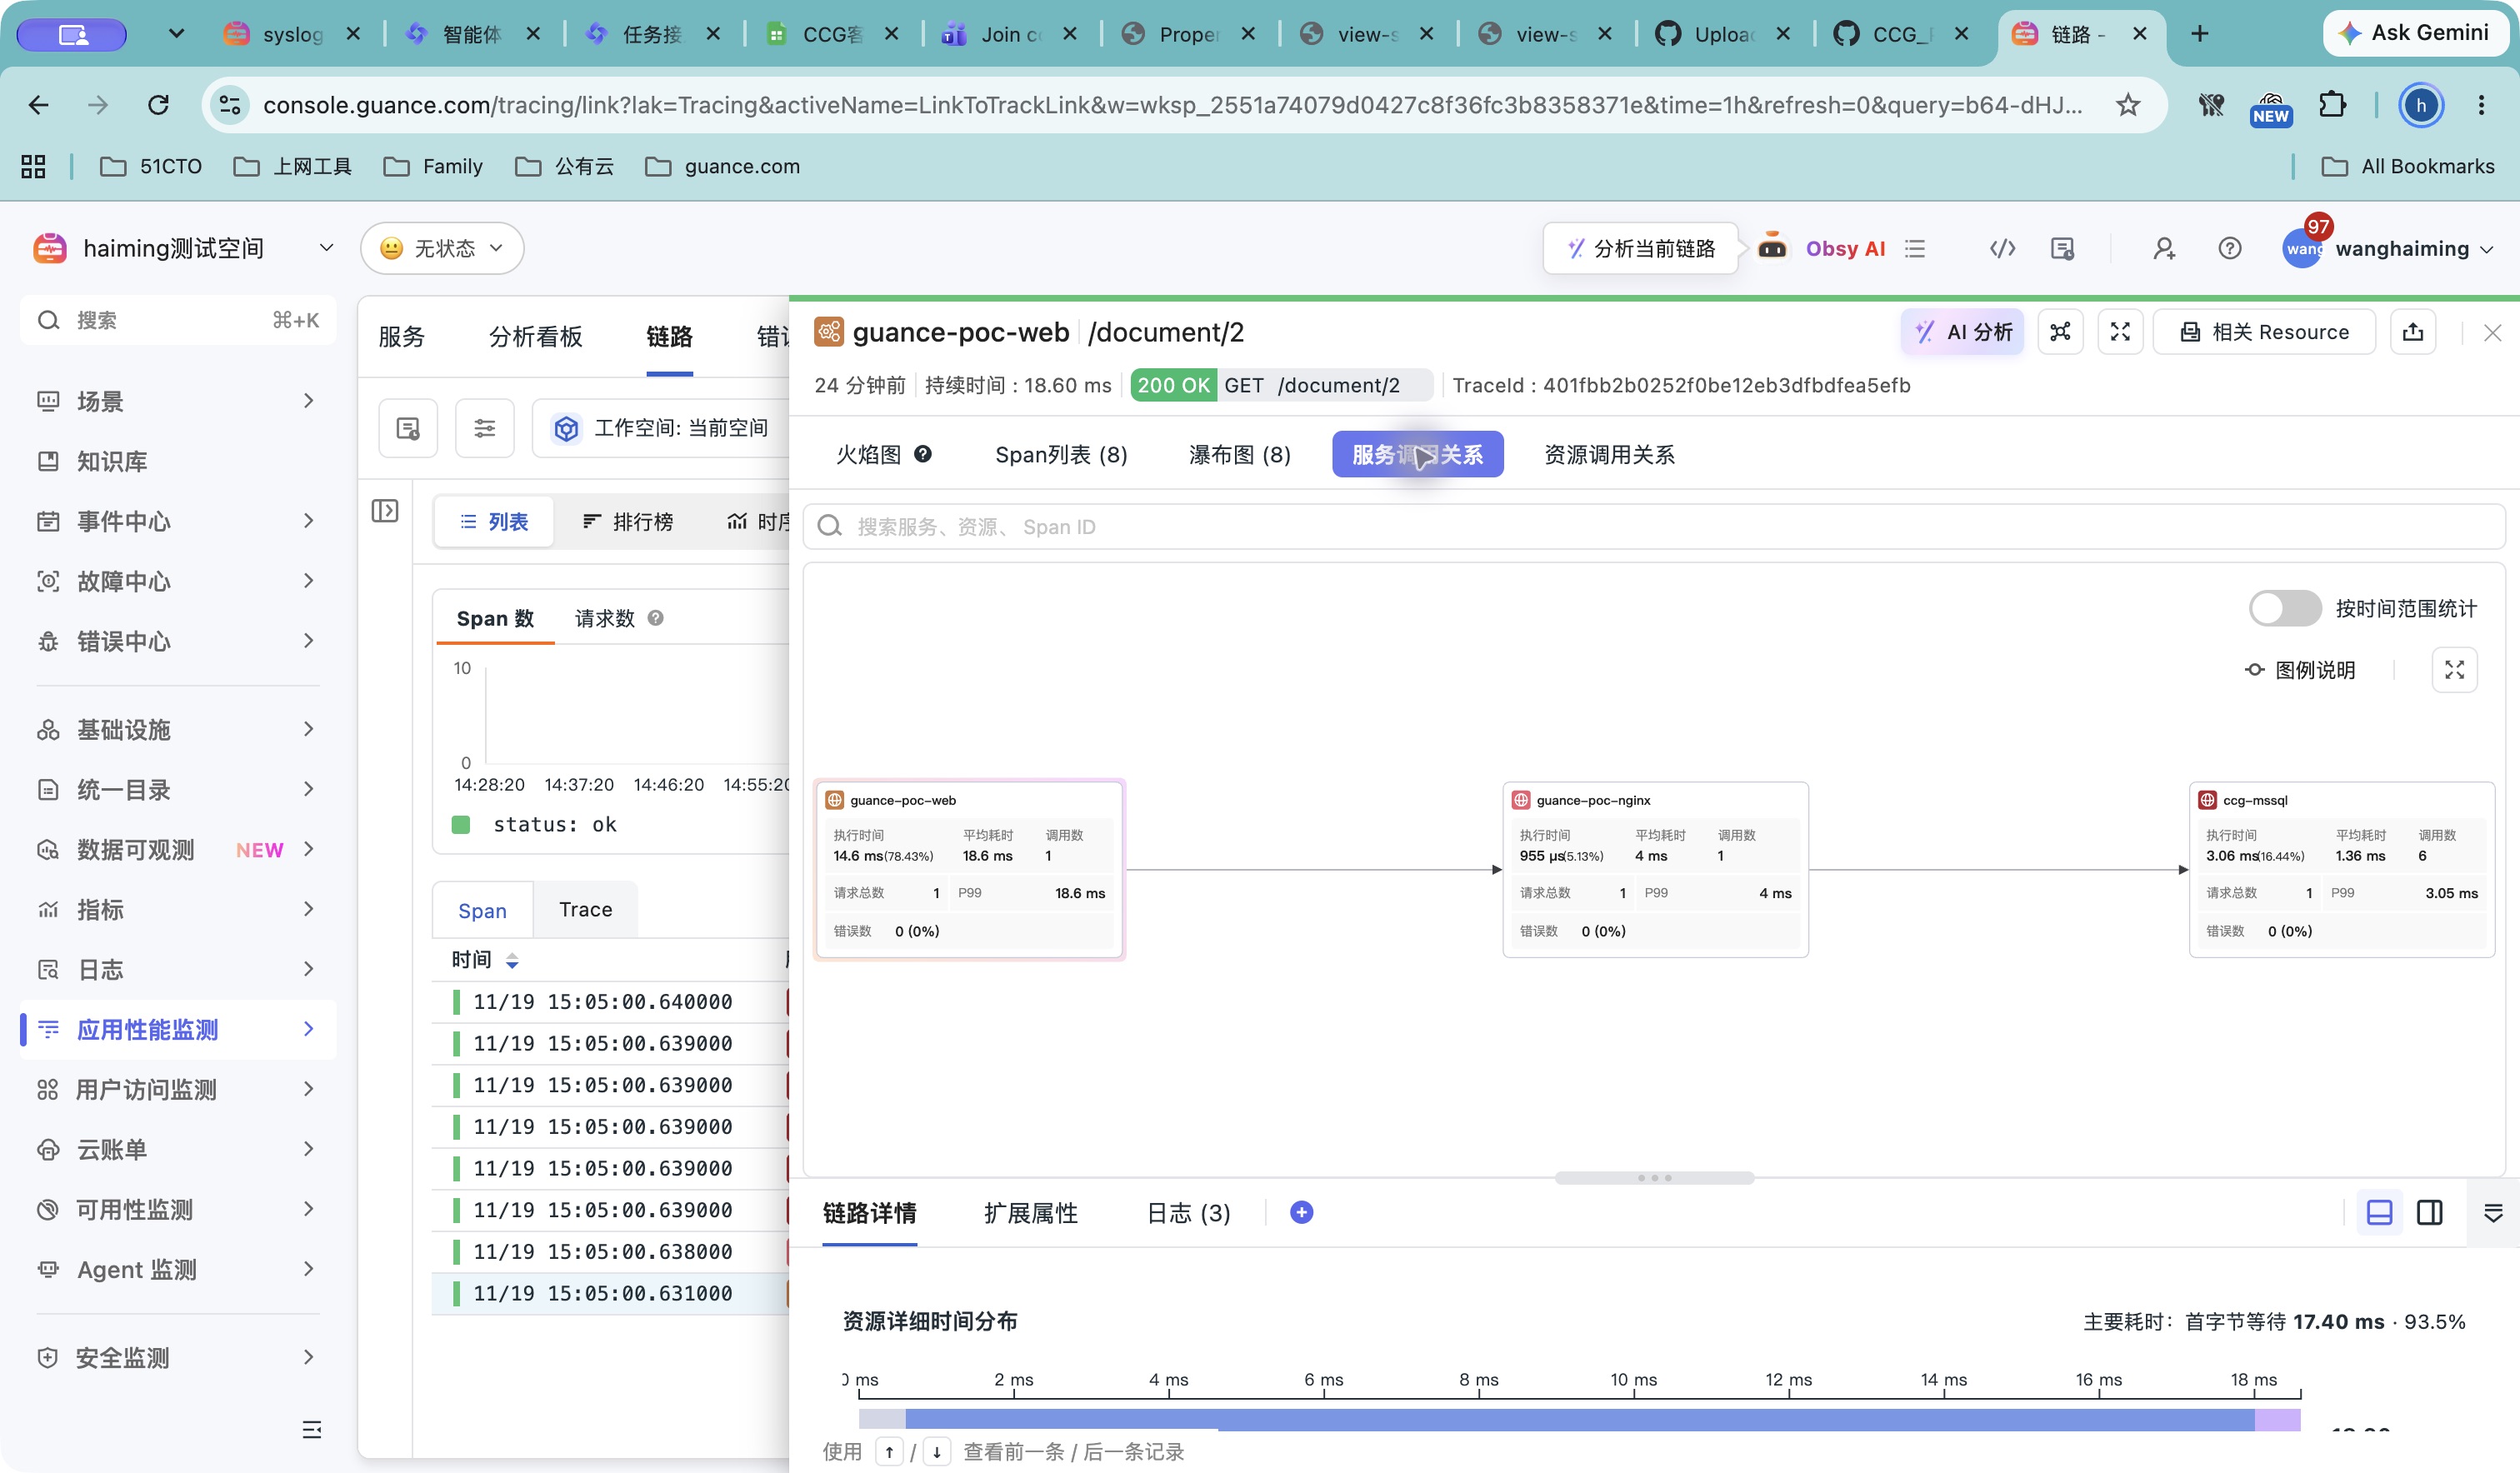 syslog
智能体
任务接
CCG客
Join c
Proper
view-s
view-s
Uploa
CCG_
链路 -
Ask Gemini
console.guance.com/tracing/link?lak=Tracing&activeName=LinkToTrackLink&w=wksp_2551a74079d0427c8f36fc3b8358371e&time=1h&refresh=0&query=b64-dHJ...
NEW
h
51CTO
上网工具
Family
公有云
guance.com
All Bookmarks
haiming测试空间
无状态
分析当前链路
Obsy AI
97
wang
wanghaiming
搜索
⌘+K
场景
知识库
事件中心
故障中心
错误中心
基础设施
统一目录
数据可观测
NEW
指标
日志
应用性能监测
用户访问监测
云账单
可用性监测
Agent 监测
安全监测
服务
分析看板
链路
工作空间: 当前空间
列表
排行榜
时序
Span 数
请求数
10
0
14:28:20
14:37:20
14:46:20
14:55:20
status: ok
Span
Trace
时间
11/19 15:05:00.640000
11/19 15:05:00.639000
11/19 15:05:00.639000
11/19 15:05:00.639000
11/19 15:05:00.639000
11/19 15:05:00.639000
11/19 15:05:00.638000
11/19 15:05:00.631000
guance-poc-web
/document/2
AI 分析
相关 Resource
24 分钟前
持续时间 : 18.60 ms
200 OK
GET /document/2
TraceId : 401fbb2b0252f0be12eb3dfbdfea5efb
火焰图
Span列表 (8)
瀑布图 (8)
服务调用关系
资源调用关系
搜索服务、资源、 Span ID
按时间范围统计
图例说明
guance-poc-web
执行时间
平均耗时
调用数
14.6 ms(78.43%)
18.6 ms
1
请求总数
1
P99
18.6 ms
错误数
0 (0%)
guance-poc-nginx
执行时间
平均耗时
调用数
955 μs(5.13%)
4 ms
1
请求总数
1
P99
4 ms
错误数
0 (0%)
ccg-mssql
执行时间
平均耗时
调用数
3.06 ms(16.44%)
1.36 ms
6
请求总数
1
P99
3.05 ms
错误数
0 (0%)
链路详情
扩展属性
日志 (3)
资源详细时间分布
主要耗时: 首字节等待 17.40 ms · 93.5%
0 ms
2 ms
4 ms
6 ms
8 ms
10 ms
12 ms
14 ms
16 ms
18 ms
使用 ↑ / ↓ 查看前一条 / 后一条记录